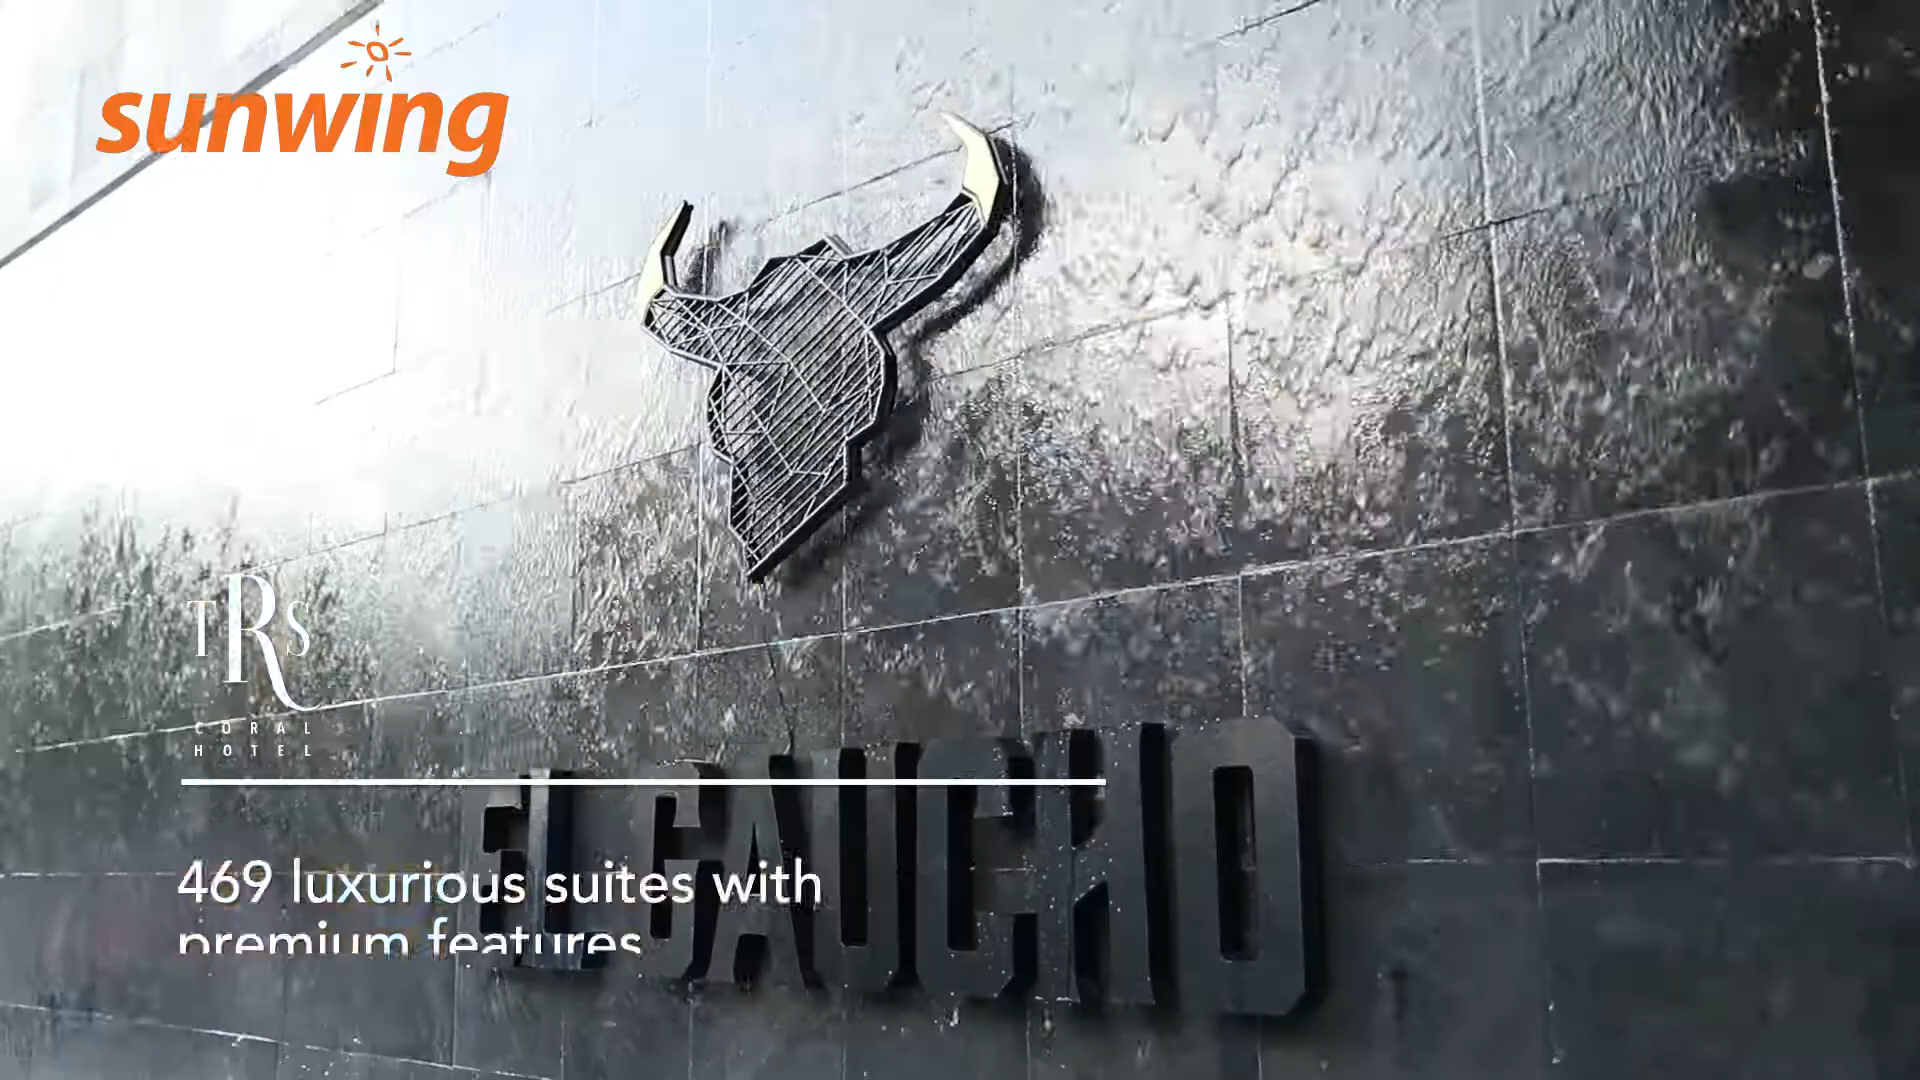 sunwing
TRS
CORAL
HOTEL
EL GAUCHO
469 luxurious suites with
premium features